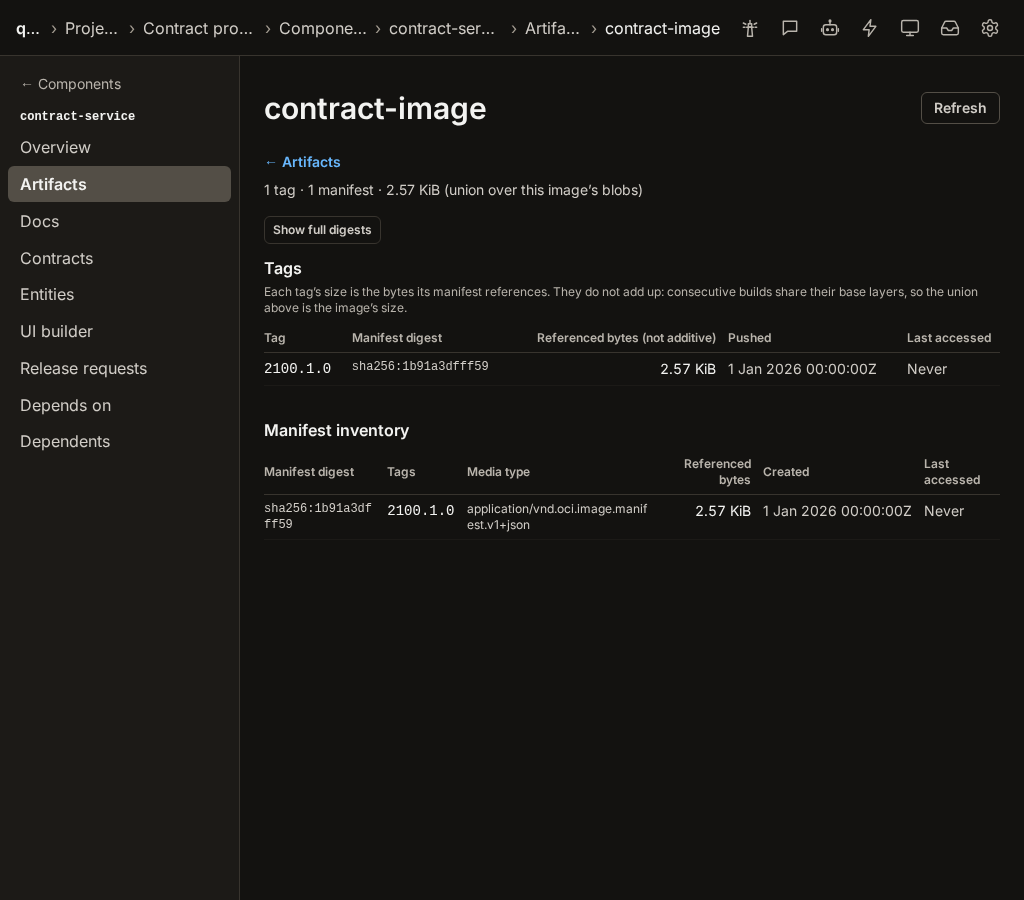 q... › Proje... › Contract pro... › Compone... › contract-ser... › Artifa... › contract-image
← Components
contract-service
Overview
Artifacts
Docs
Contracts
Entities
UI builder
Release requests
Depends on
Dependents
contract-image
Refresh
← Artifacts
1 tag · 1 manifest · 2.57 KiB (union over this image’s blobs)
Show full digests
Tags
Each tag’s size is the bytes its manifest references. They do not add up: consecutive builds share their base layers, so the union
above is the image’s size.
Tag Manifest digest Referenced bytes (not additive) Pushed Last accessed
2100.1.0 sha256:1b91a3dfff59 2.57 KiB 1 Jan 2026 00:00:00Z Never
Manifest inventory
Manifest digest Tags Media type Referenced bytes Created Last accessed
sha256:1b91a3df 2100.1.0 application/vnd.oci.image.manif 2.57 KiB 1 Jan 2026 00:00:00Z Never
ff59 est.v1+json